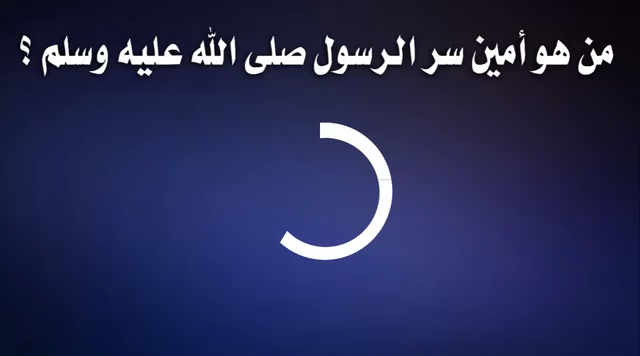 من هو أمين سر الرسول صلى الله عليه وسلم ؟